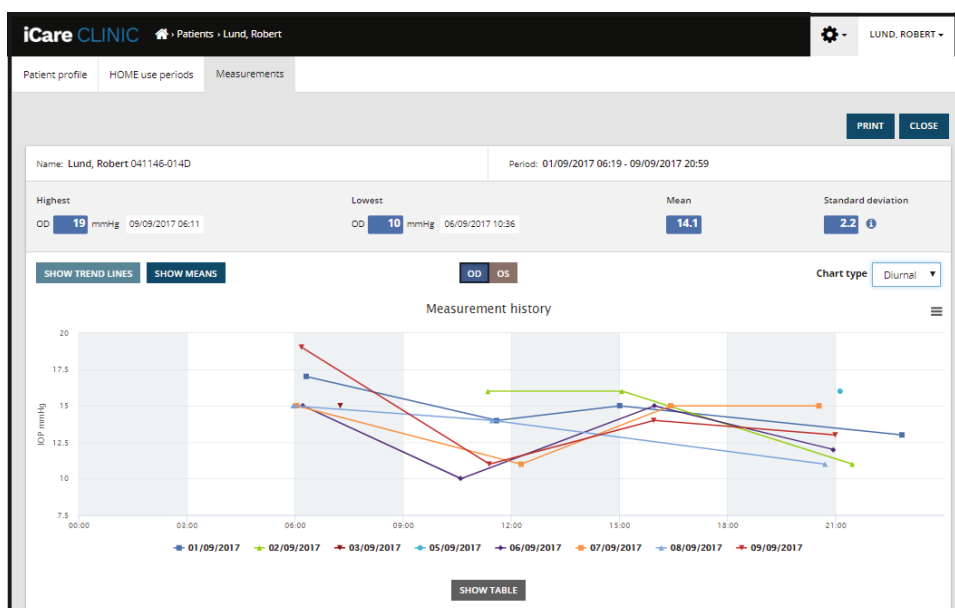 iCare CLINIC › Patients › Lund, Robert LUND, ROBERT
Patient profile HOME use periods Measurements
PRINT CLOSE
Name: Lund, Robert 041146-014D Period: 01/09/2017 06:19 - 09/09/2017 20:59
Highest Lowest Mean Standard deviation
OD 19 mmHg 09/09/2017 06:11 OD 10 mmHg 06/09/2017 10:36 14.1 2.2 i
SHOW TREND LINES SHOW MEANS OD OS Chart type Diurnal
Measurement history
20
17.5
15
12.5
10
7.5
IOP mmHg
00:00 03:00 06:00 09:00 12:00 15:00 18:00 21:00
01/09/2017 02/09/2017 03/09/2017 05/09/2017 06/09/2017 07/09/2017 08/09/2017 09/09/2017
SHOW TABLE